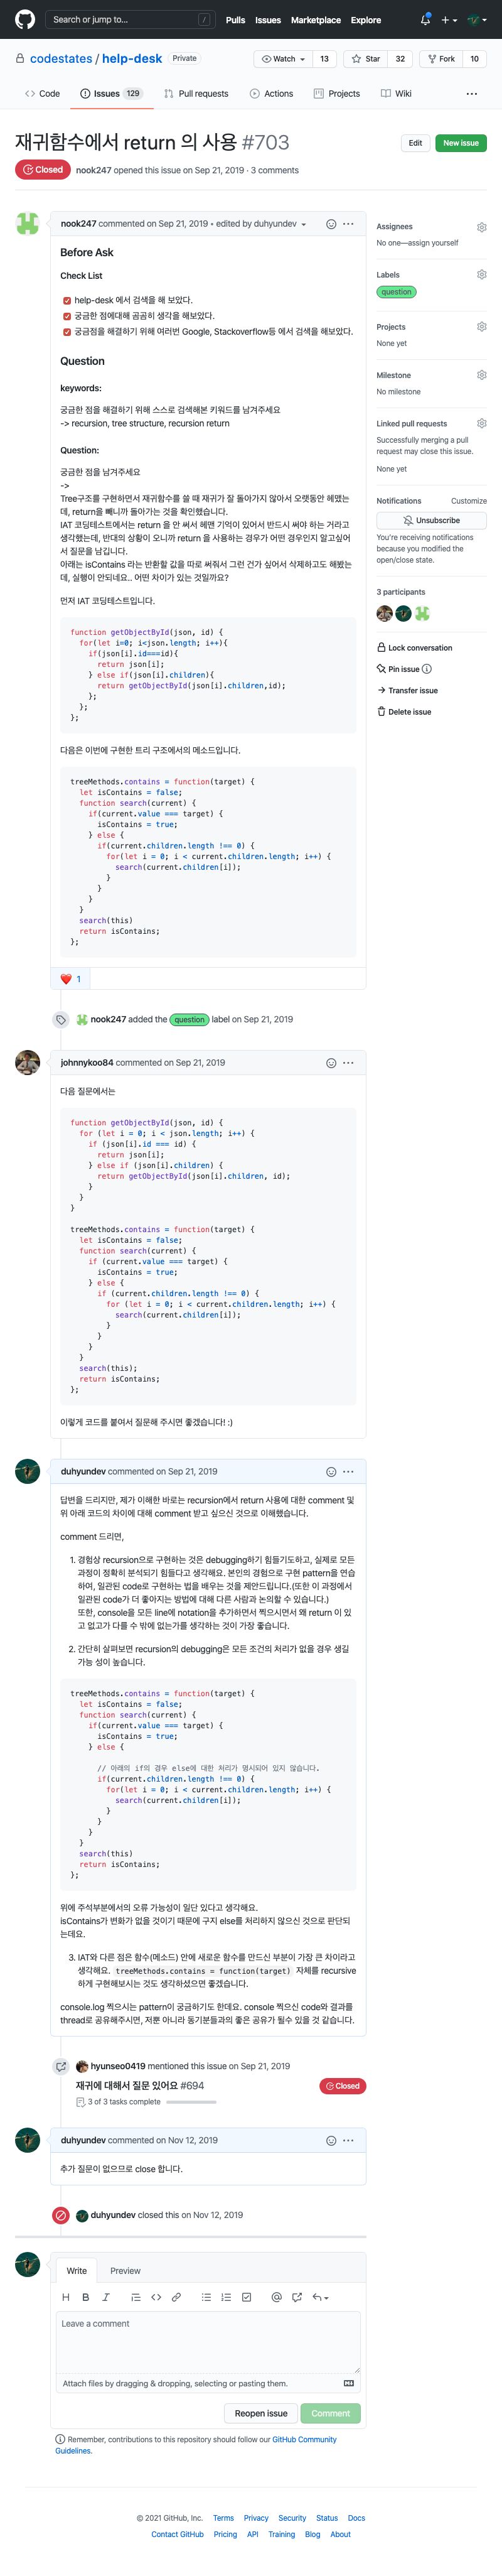 Search or jump to...
/
Pulls Issues Marketplace Explore
codestates / help-desk Private
Watch 13 Star 32 Fork 10
Code Issues 129 Pull requests Actions Projects Wiki
재귀함수에서 return 의 사용 #703
Edit New issue
Closed nook247 opened this issue on Sep 21, 2019 · 3 comments
nook247 commented on Sep 21, 2019 • edited by duhyundev
Before Ask
Check List
help-desk 에서 검색을 해 보았다.
궁금한 점에대해 곰곰히 생각을 해보았다.
궁금점을 해결하기 위해 여러번 Google, Stackoverflow등 에서 검색을 해보았다.
Question
keywords:
궁금한 점을 해결하기 위해 스스로 검색해본 키워드를 남겨주세요
-> recursion, tree structure, recursion return
Question:
궁금한 점을 남겨주세요
->
Tree구조를 구현하면서 재귀함수를 쓸 때 재귀가 잘 돌아가지 않아서 오랫동안 헤맸는
데, return을 빼니까 돌아가는 것을 확인했습니다.
IAT 코딩테스트에서는 return 을 안 써서 헤맨 기억이 있어서 반드시 써야 하는 거라고
생각했는데, 반대의 상황이 오니까 return 을 사용하는 경우가 어떤 경우인지 알고싶어
서 질문을 남깁니다.
아래는 isContains 라는 반환할 값을 따로 써줘서 그런 건가 싶어서 삭제하고도 해봤는
데, 실행이 안되네요.. 어떤 차이가 있는 것일까요?
먼저 IAT 코딩테스트입니다.
function getObjectById(json, id) {
for(let i=0; i<json.length; i++){
if(json[i].id===id){
return json[i];
} else if(json[i].children){
return getObjectById(json[i].children,id);
};
};
};
다음은 이번에 구현한 트리 구조에서의 메소드입니다.
treeMethods.contains = function(target) {
let isContains = false;
function search(current) {
if(current.value === target) {
isContains = true;
} else {
if(current.children.length !== 0) {
for(let i = 0; i < current.children.length; i++) {
search(current.children[i]);
}
}
}
}
search(this)
return isContains;
};
❤️ 1
nook247 added the question label on Sep 21, 2019
johnnykoo84 commented on Sep 21, 2019
다음 질문에서는
function getObjectById(json, id) {
for (let i = 0; i < json.length; i++) {
if (json[i].id === id) {
return json[i];
} else if (json[i].children) {
return getObjectById(json[i].children, id);
}
}
}
treeMethods.contains = function(target) {
let isContains = false;
function search(current) {
if (current.value === target) {
isContains = true;
} else {
if (current.children.length !== 0) {
for (let i = 0; i < current.children.length; i++) {
search(current.children[i]);
}
}
}
}
search(this);
return isContains;
};
이렇게 코드를 붙여서 질문해 주시면 좋겠습니다! :)
duhyundev commented on Sep 21, 2019
답변을 드리지만, 제가 이해한 바로는 recursion에서 return 사용에 대한 comment 및
위 아래 코드의 차이에 대해 comment 받고 싶으신 것으로 이해했습니다.
comment 드리면,
1. 경험상 recursion으로 구현하는 것은 debugging하기 힘들기도하고, 실제로 모든
과정이 정확히 분석되기 힘들다고 생각해요. 본인의 경험으로 구현 pattern을 연습
하여, 일관된 code로 구현하는 법을 배우는 것을 제안드립니다.(또한 이 과정에서
일관된 code가 더 좋아지는 방법에 대해 다른 사람과 논의할 수 있습니다.)
또한, console을 모든 line에 notation을 추가하면서 찍으시면서 왜 return 이 있
고 없고가 다를 수 밖에 없는가를 생각하는 것이 가장 좋습니다.
2. 간단히 살펴보면 recursion의 debugging은 모든 조건의 처리가 없을 경우 생길
가능 성이 높습니다.
treeMethods.contains = function(target) {
let isContains = false;
function search(current) {
if(current.value === target) {
isContains = true;
} else {
// 아래의 if의 경우 else에 대한 처리가 명시되어 있지 않습니다.
if(current.children.length !== 0) {
for(let i = 0; i < current.children.length; i++) {
search(current.children[i]);
}
}
}
}
search(this)
return isContains;
};
위에 주석부분에서의 오류 가능성이 일단 있다고 생각해요.
isContains가 변화가 없을 것이기 때문에 구지 else를 처리하지 않으신 것으로 판단되
는데요.
3. IAT와 다른 점은 함수(메소드) 안에 새로운 함수를 만드신 부분이 가장 큰 차이라고
생각해요. treeMethods.contains = function(target) 자체를 recursive
하게 구현해보시는 것도 생각하셨으면 좋겠습니다.
console.log 찍으시는 pattern이 궁금하기도 한데요. console 찍으신 code와 결과를
thread로 공유해주시면, 저뿐 아니라 동기분들과의 좋은 공유가 될수 있을 것 같습니다.
hyunseo0419 mentioned this issue on Sep 21, 2019
재귀에 대해서 질문 있어요 #694 Closed
3 of 3 tasks complete
duhyundev commented on Nov 12, 2019
추가 질문이 없으므로 close 합니다.
duhyundev closed this on Nov 12, 2019
Write Preview
Leave a comment
Attach files by dragging & dropping, selecting or pasting them.
Reopen issue Comment
Remember, contributions to this repository should follow our GitHub Community
Guidelines.
Assignees
No one—assign yourself
Labels
question
Projects
None yet
Milestone
No milestone
Linked pull requests
Successfully merging a pull
request may close this issue.
None yet
Notifications Customize
Unsubscribe
You're receiving notifications
because you modified the
open/close state.
3 participants
Lock conversation
Pin issue
Transfer issue
Delete issue
© 2021 GitHub, Inc. Terms Privacy Security Status Docs
Contact GitHub Pricing API Training Blog About